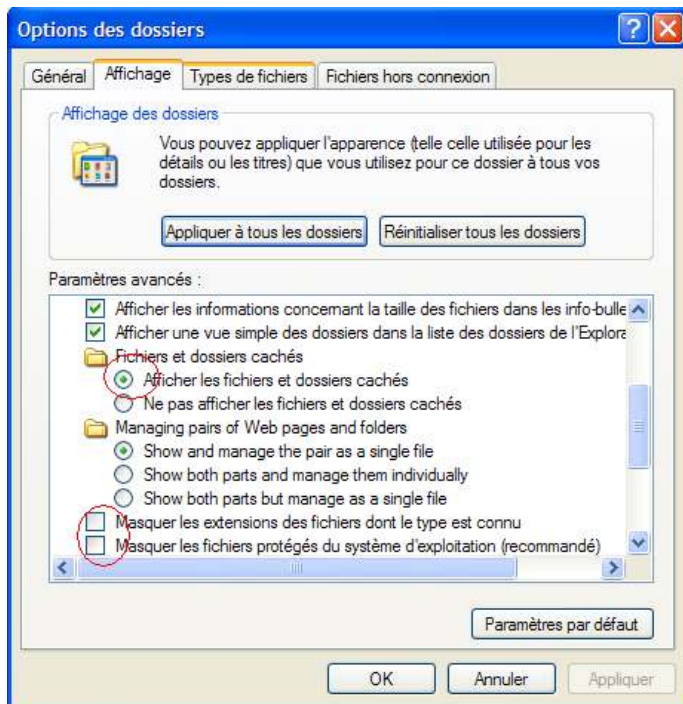 Options des dossiers
Général Affichage Types de fichiers Fichiers hors connexion
Affichage des dossiers
Vous pouvez appliquer l'apparence (telle celle utilisée pour les
détails ou les titres) que vous utilisez pour ce dossier à tous vos
dossiers.
Appliquer à tous les dossiers Réinitialiser tous les dossiers
Paramètres avancés :
Afficher les informations concernant la taille des fichiers dans les info-bulle
Afficher une vue simple des dossiers dans la liste des dossiers de l'Explora
Fichiers et dossiers cachés
Afficher les fichiers et dossiers cachés
Ne pas afficher les fichiers et dossiers cachés
Managing pairs of Web pages and folders
Show and manage the pair as a single file
Show both parts and manage them individually
Show both parts but manage as a single file
Masquer les extensions des fichiers dont le type est connu
Masquer les fichiers protégés du système d'exploitation (recommandé)
Paramètres par défaut
OK Annuler Appliquer